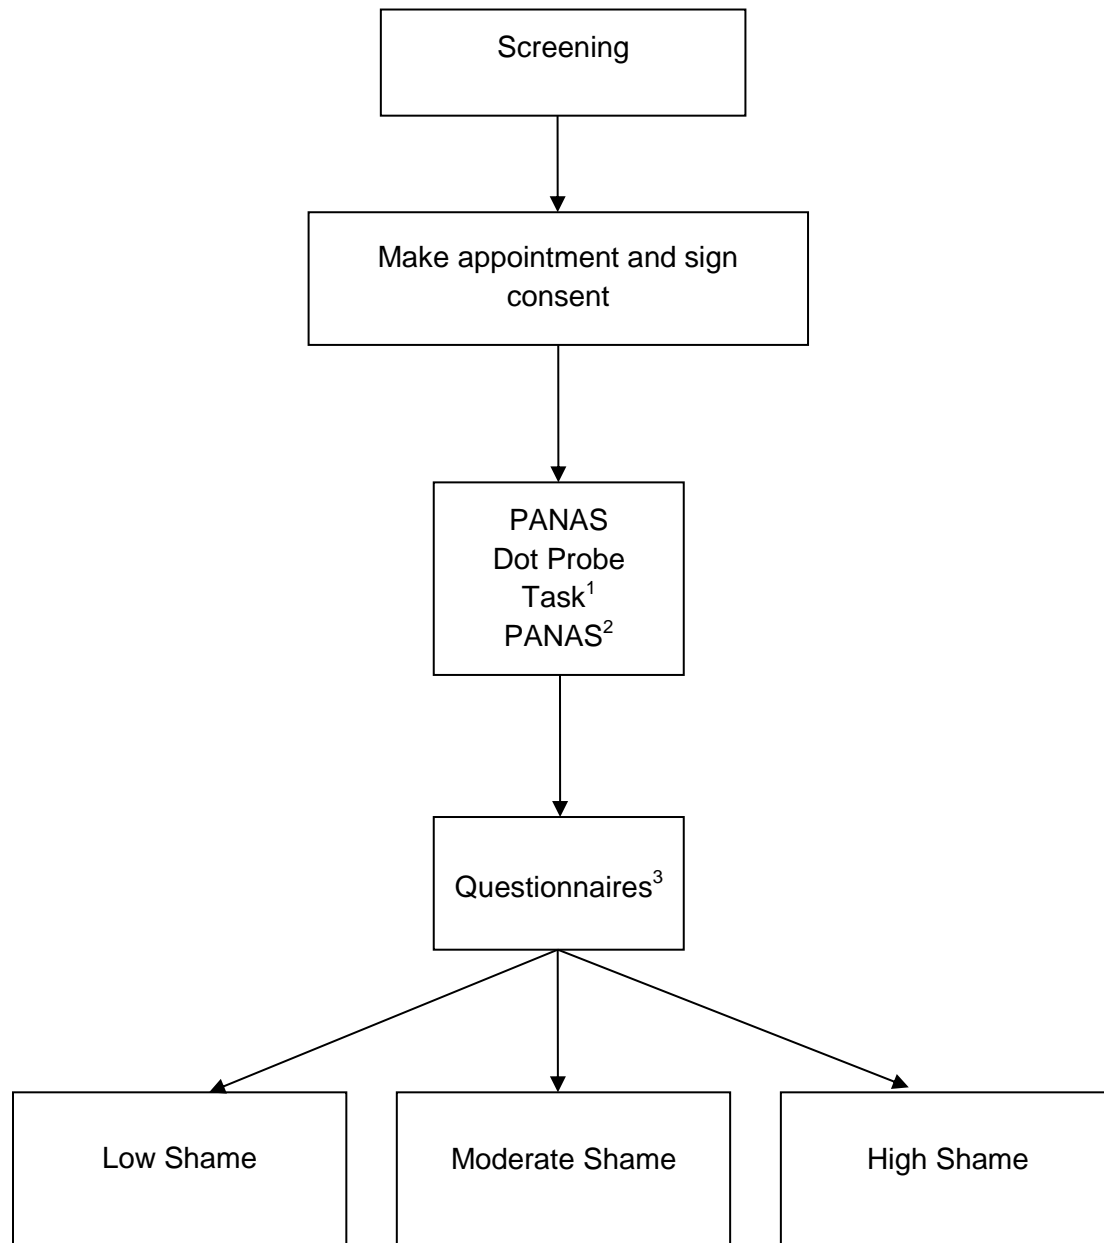 Screening
Make appointment and sign
consent
PANAS
Dot Probe
Task¹
PANAS²
Questionnaires³
Low Shame
Moderate Shame
High Shame